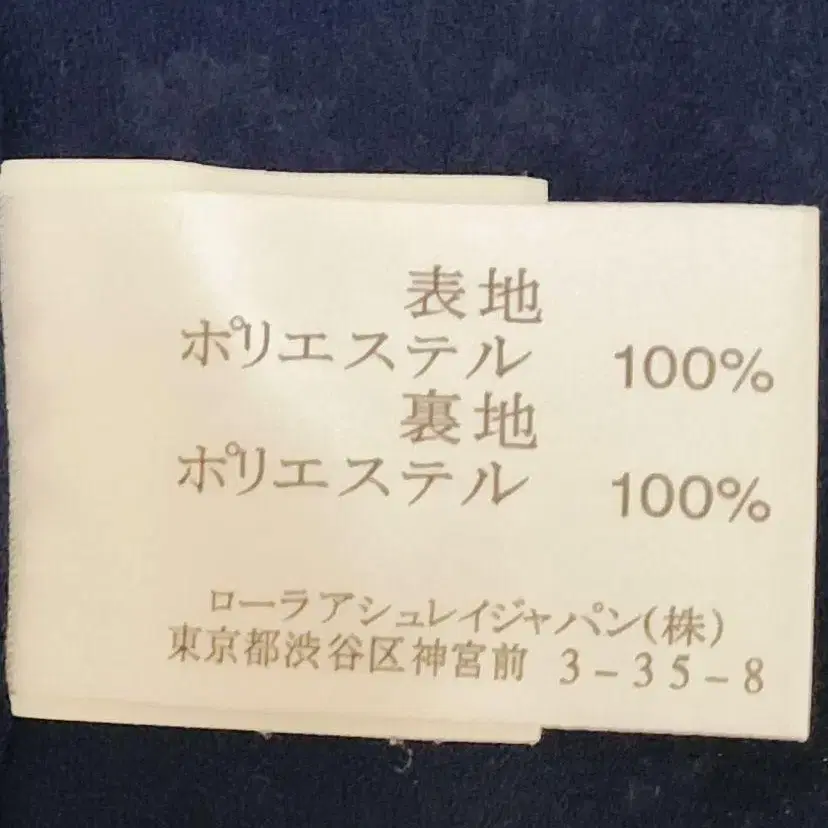 表地
ポリエステル 100%
裏地
ポリエステル 100%
ローラアシュレイジャパン(株)
東京都渋谷区神宮前 3-35-8